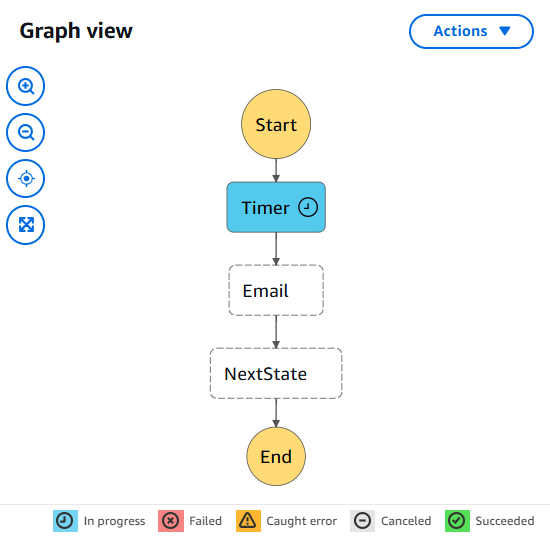 Graph view
Actions
Start
Timer
Email
NextState
End
In progress
Failed
Caught error
Canceled
Succeeded